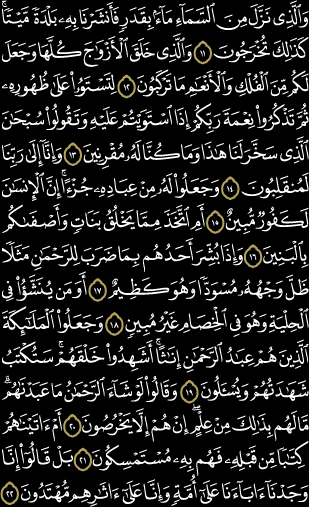 وَٱلَّذِى نَزَّلَ مِنَ ٱلسَّمَآءِ مَآءًۢ بِقَدَرٍ فَأَنشَرْنَا بِهِۦ بَلْدَةً مَّيْتًا ۚ
كَذَٰلِكَ تُخْرَجُونَ ١١ وَٱلَّذِى خَلَقَ ٱلْأَزْوَٰجَ كُلَّهَا وَجَعَلَ
لَكُم مِّنَ ٱلْفُلْكِ وَٱلْأَنْعَٰمِ مَا تَرْكَبُونَ ١٢ لِتَسْتَوُۥا۟ عَلَىٰ ظُهُورِهِۦ
ثُمَّ تَذْكُرُوا۟ نِعْمَةَ رَبِّكُمْ إِذَا ٱسْتَوَيْتُمْ عَلَيْهِ وَتَقُولُوا۟ سُبْحَٰنَ
ٱلَّذِى سَخَّرَ لَنَا هَٰذَا وَمَا كُنَّا لَهُۥ مُقْرِنِينَ ١٣ وَإِنَّآ إِلَىٰ رَبِّنَا
لَمُنقَلِبُونَ ١٤ وَجَعَلُوا۟ لَهُۥ مِنْ عِبَادِهِۦ جُزْءًا ۚ إِنَّ ٱلْإِنسَٰنَ
لَكَفُورٌ مُّبِينٌ ١٥ أَمِ ٱتَّخَذَ مِمَّا يَخْلُقُ بَنَاتٍ وَأَصْفَىٰكُم
بِٱلْبَنِينَ ١٦ وَإِذَا بُشِّرَ أَحَدُهُم بِمَا ضَرَبَ لِلرَّحْمَٰنِ مَثَلًا
ظَلَّ وَجْهُهُۥ مُسْوَدًّا وَهُوَ كَظِيمٌ ١٧ أَوَمَن يُنَشَّؤُا۟ فِى
ٱلْحِلْيَةِ وَهُوَ فِى ٱلْخِصَامِ غَيْرُ مُبِينٍ ١٨ وَجَعَلُوا۟ ٱلْمَلَٰٓئِكَةَ
ٱلَّذِينَ هُمْ عِبَٰدُ ٱلرَّحْمَٰنِ إِنَٰثًا ۚ أَشَهِدُوا۟ خَلْقَهُمْ ۚ سَتُكْتَبُ
شَهَٰدَتُهُمْ وَيُسْـَٔلُونَ ١٩ وَقَالُوا۟ لَوْ شَآءَ ٱلرَّحْمَٰنُ مَا عَبَدْنَٰهُم ۗ
مَّا لَهُم بِذَٰلِكَ مِنْ عِلْمٍ ۖ إِنْ هُمْ إِلَّا يَخْرُصُونَ ٢٠ أَمْ ءَاتَيْنَٰهُمْ
كِتَٰبًا مِّن قَبْلِهِۦ فَهُم بِهِۦ مُسْتَمْسِكُونَ ٢١ بَلْ قَالُوٓا۟ إِنَّا
وَجَدْنَآ ءَابَآءَنَا عَلَىٰٓ أُمَّةٍ وَإِنَّا عَلَىٰٓ ءَاثَٰرِهِم مُّهْتَدُونَ ٢٢